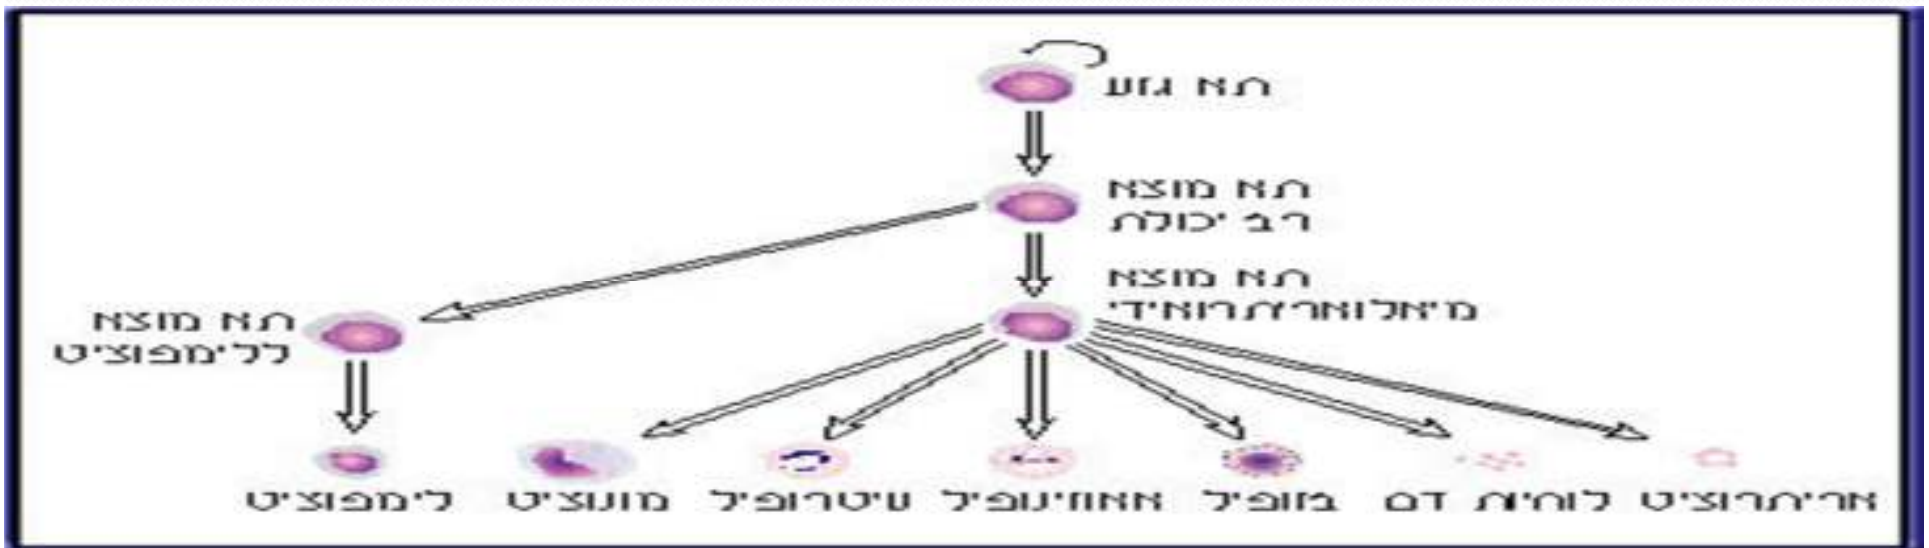 תא גזע
תא מוצא
רב יכולת
תא מוצא
מיאלואריתרואידי
תא מוצא
ללימפוציט
אריתרוציט
לוחיות דם
בזופיל
אאוזינופיל
נויטרופיל
מונוציט
לימפוציט